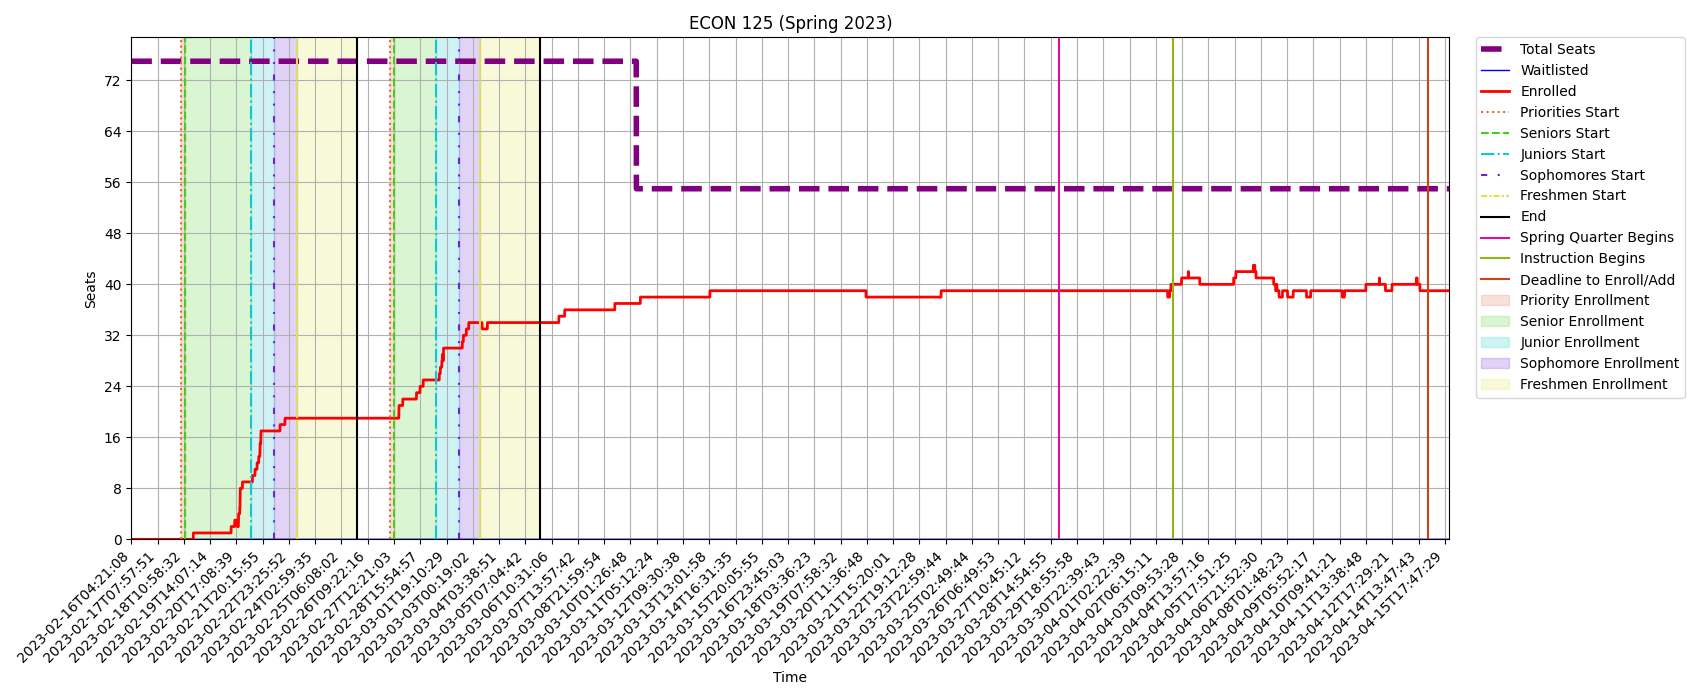 ECON 125 (Spring 2023)
Seats
72
64
56
48
40
32
24
16
8
0
2023-02-16T04:21:08
2023-02-17T07:57:51
2023-02-18T10:58:32
2023-02-19T14:07:14
2023-02-20T17:08:39
2023-02-21T20:15:55
2023-02-22T23:25:52
2023-02-24T02:59:35
2023-02-25T06:08:02
2023-02-26T09:22:16
2023-02-27T12:21:03
2023-02-28T15:54:57
2023-03-01T19:10:29
2023-03-03T00:19:02
2023-03-04T03:38:51
2023-03-05T07:04:42
2023-03-06T10:31:06
2023-03-07T13:57:42
2023-03-08T21:59:54
2023-03-10T01:26:48
2023-03-11T05:12:24
2023-03-12T09:30:38
2023-03-13T13:01:58
2023-03-14T16:31:35
2023-03-15T20:05:55
2023-03-16T23:45:03
2023-03-18T03:36:23
2023-03-19T07:58:32
2023-03-20T11:36:48
2023-03-21T15:20:01
2023-03-22T19:12:28
2023-03-23T22:59:44
2023-03-25T02:49:44
2023-03-26T06:49:53
2023-03-27T10:45:12
2023-03-28T14:54:55
2023-03-29T18:55:58
2023-03-30T22:39:43
2023-04-01T02:22:39
2023-04-02T06:15:11
2023-04-03T09:53:28
2023-04-04T13:57:16
2023-04-05T17:51:25
2023-04-06T21:52:30
2023-04-08T01:48:23
2023-04-09T05:52:17
2023-04-10T09:41:21
2023-04-11T13:38:48
2023-04-12T17:29:21
2023-04-14T13:47:43
2023-04-15T17:47:29
Time
Total Seats
Waitlisted
Enrolled
Priorities Start
Seniors Start
Juniors Start
Sophomores Start
Freshmen Start
End
Spring Quarter Begins
Instruction Begins
Deadline to Enroll/Add
Priority Enrollment
Senior Enrollment
Junior Enrollment
Sophomore Enrollment
Freshmen Enrollment